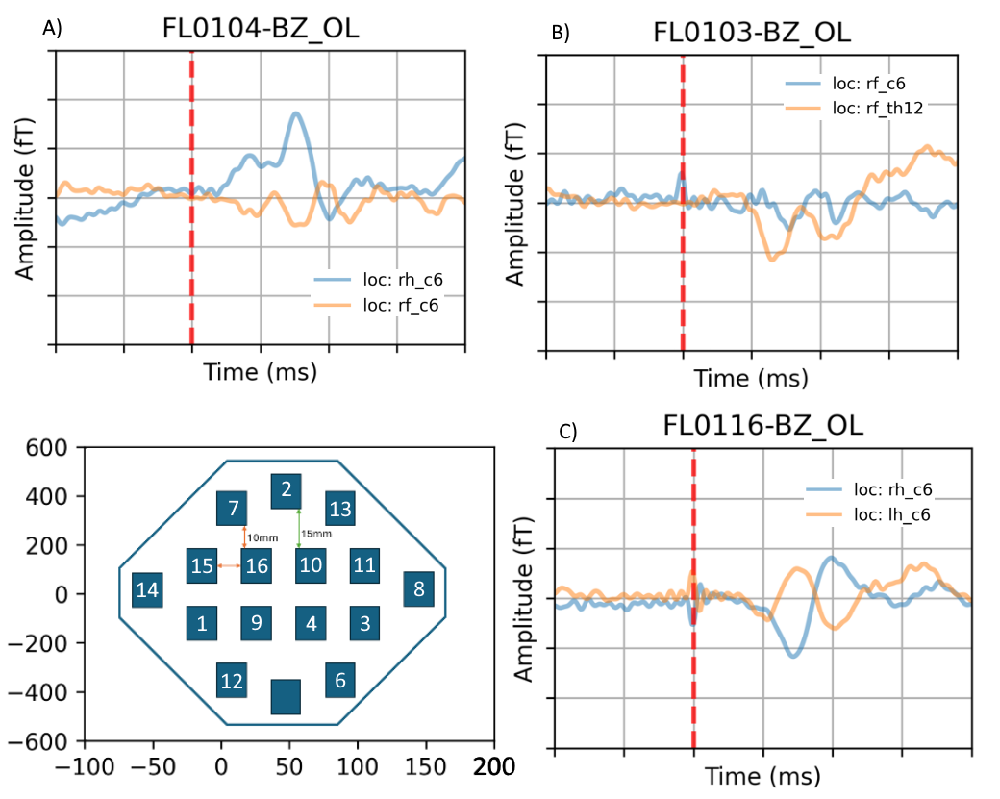 A)
FL0104-BZ_OL
Amplitude (fT)
loc: rh_c6
loc: rf_c6
Time (ms)
B)
FL0103-BZ_OL
Amplitude (fT)
loc: rf_c6
loc: rf_th12
Time (ms)
600
400
200
0
−200
−400
−600
2
7
13
10mm
15mm
15
16
10
11
14
8
1
9
4
3
12
6
−100
−50
0
50
100
150
200
C)
FL0116-BZ_OL
Amplitude (fT)
loc: rh_c6
loc: lh_c6
Time (ms)